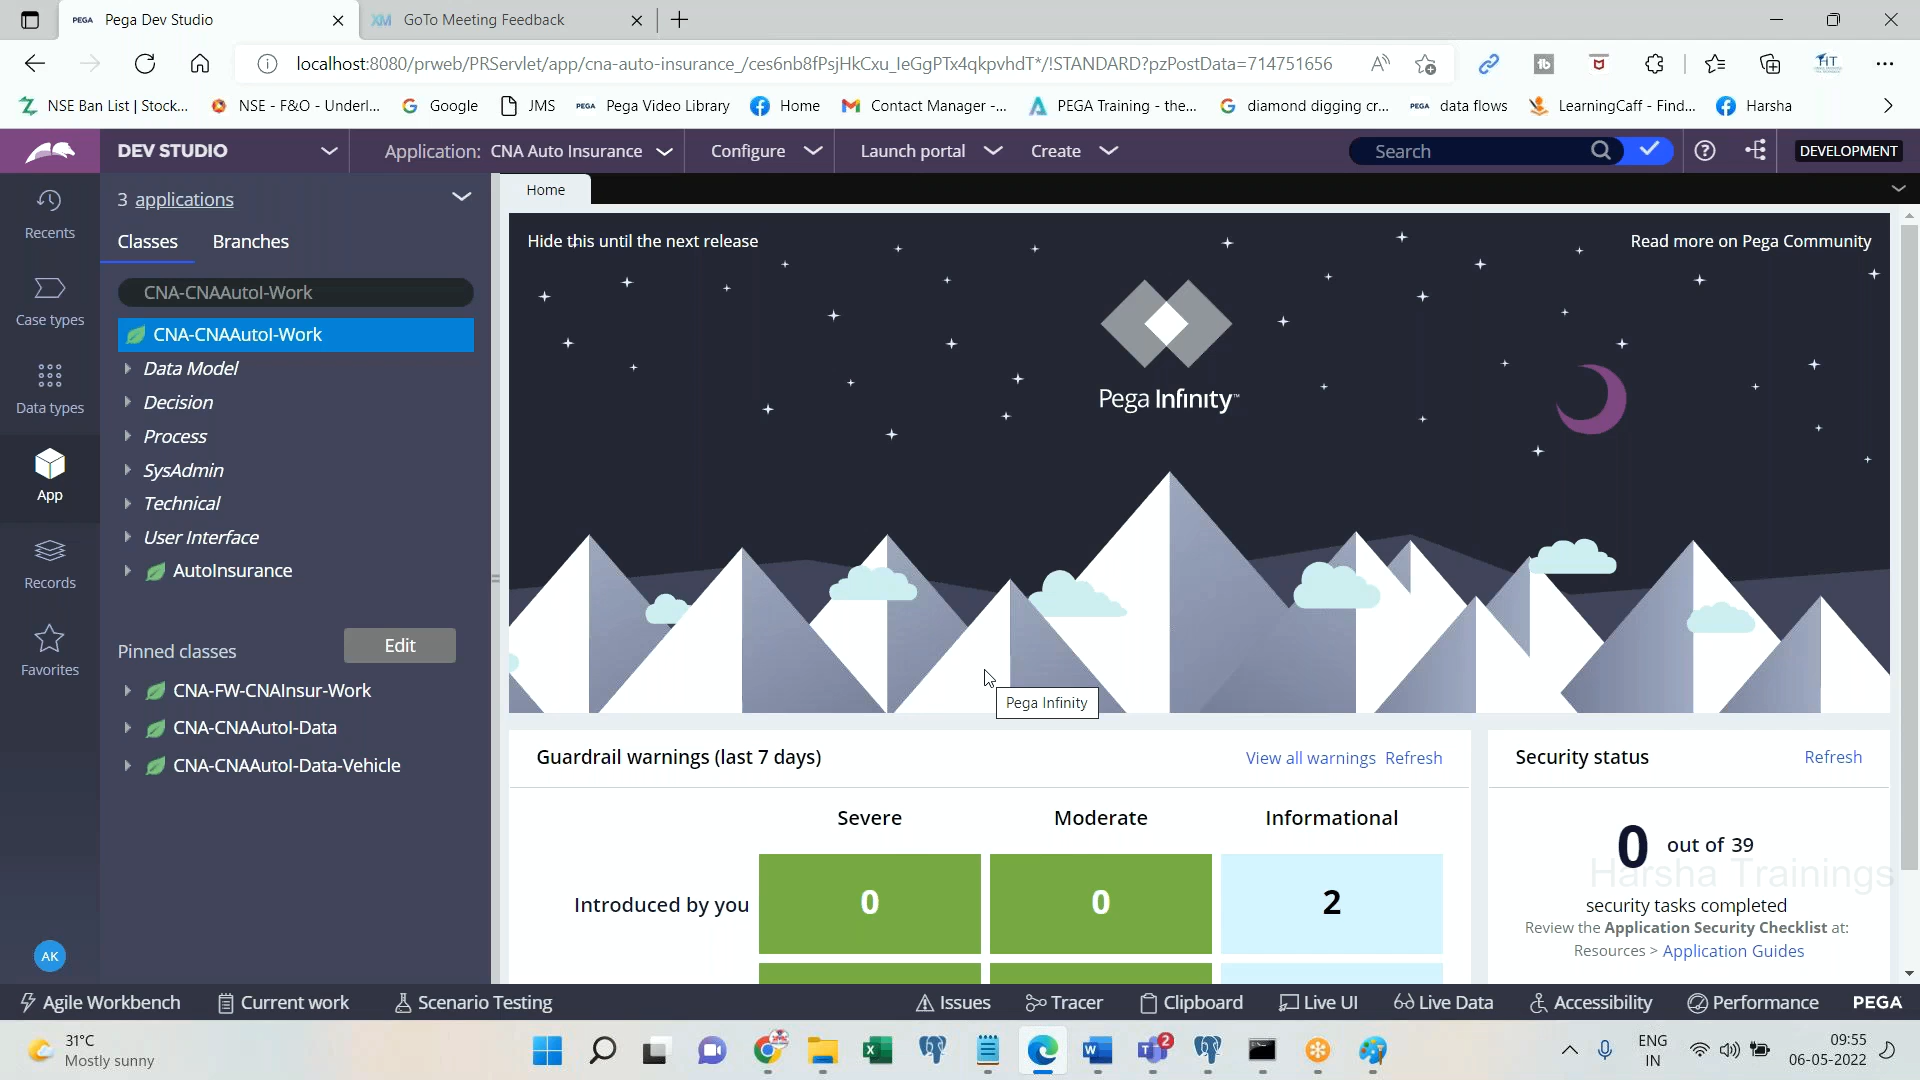 PEGA Pega Dev Studio
XM GoTo Meeting Feedback
localhost:8080/prweb/PRServlet/app/cna-auto-insurance_/ces6nb8fPsjHkCxu_IeGgPTx4qkpvhdT*/!STANDARD?pzPostData=714751656
NSE Ban List | Stock...
NSE - F&O - Underl...
Google
JMS
PEGA Pega Video Library
Home
Contact Manager -...
PEGA Training - the...
diamond digging cr...
PEGA data flows
LearningCaff - Find...
Harsha
DEV STUDIO
Application: CNA Auto Insurance
Configure
Launch portal
Create
Search
DEVELOPMENT
Recents
Case types
Data types
App
Records
Favorites
AK
3 applications
Classes
Branches
CNA-CNAAutoI-Work
CNA-CNAAutoI-Work
Data Model
Decision
Process
SysAdmin
Technical
User Interface
AutoInsurance
Pinned classes
Edit
CNA-FW-CNAInsur-Work
CNA-CNAAutoI-Data
CNA-CNAAutoI-Data-Vehicle
Home
Hide this until the next release
Read more on Pega Community
Pega Infinity™
Pega Infinity
Guardrail warnings (last 7 days)
View all warnings Refresh
Severe
Moderate
Informational
Introduced by you
0
0
2
Security status
Refresh
0 out of 39
Harsha Trainings
security tasks completed
Review the Application Security Checklist at:
Resources > Application Guides
Agile Workbench
Current work
Scenario Testing
Issues
Tracer
Clipboard
Live UI
Live Data
Accessibility
Performance
PEGA
31°C
Mostly sunny
2
ENG
IN
09:55
06-05-2022